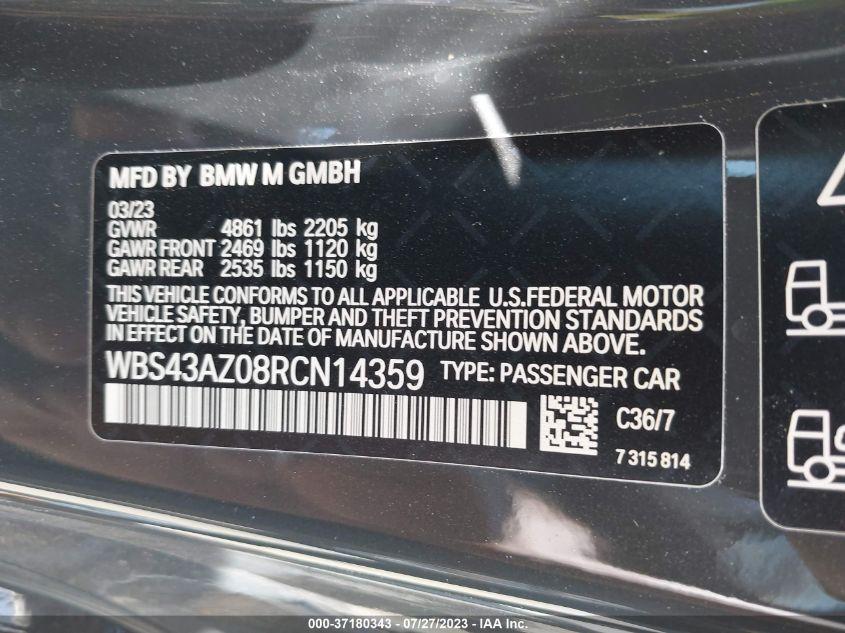 MFD BY BMW M GMBH
03/23
GVWR 4861 lbs 2205 kg
GAWR FRONT 2469 lbs 1120 kg
GAWR REAR 2535 lbs 1150 kg
THIS VEHICLE CONFORMS TO ALL APPLICABLE U.S.FEDERAL MOTOR
VEHICLE SAFETY, BUMPER AND THEFT PREVENTION STANDARDS
IN EFFECT ON THE DATE OF MANUFACTURE SHOWN ABOVE.
WBS43AZ08RCN14359 TYPE: PASSENGER CAR
C36/7
7 315 814
000-37180343 - 07/27/2023 - IAAI.com